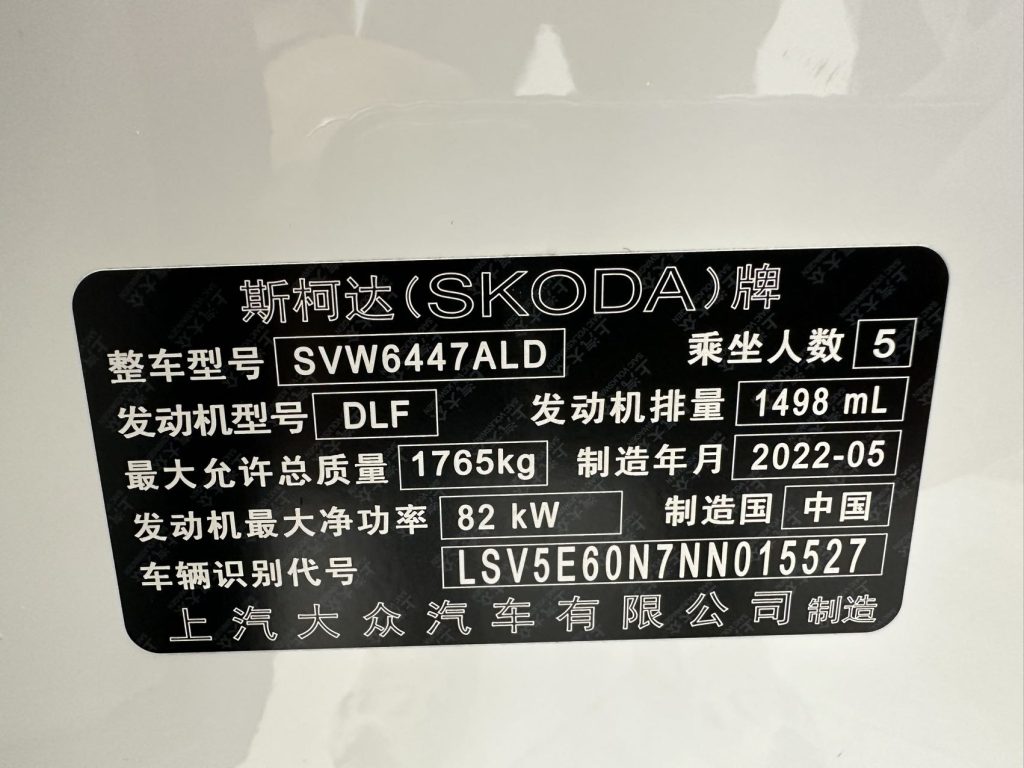 斯柯达(SKODA)牌
整车型号 SVW6447ALD 乘坐人数 5
发动机型号 DLF 发动机排量 1498 mL
最大允许总质量 1765kg 制造年月 2022-05
发动机最大净功率 82 kW 制造国 中国
车辆识别代号 LSV5E60N7NN015527
上汽大众汽车有限公司 制造